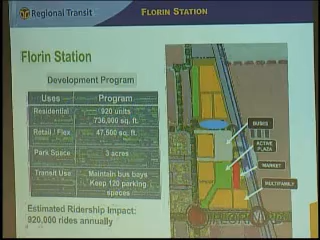 Regional Transit
FLORIN STATION
Florin Station
Development Program
Uses Program
Residential 920 units
736,000 sq. ft.
Retail / Flex 47,500 sq. ft.
Park Space 3 acres
Transit Use Maintain bus bays
Keep 120 parking
spaces
Estimated Ridership Impact:
920,000 rides annually
BUSES
ACTIVE
PLAZA
MARKET
MULTIFAMILY